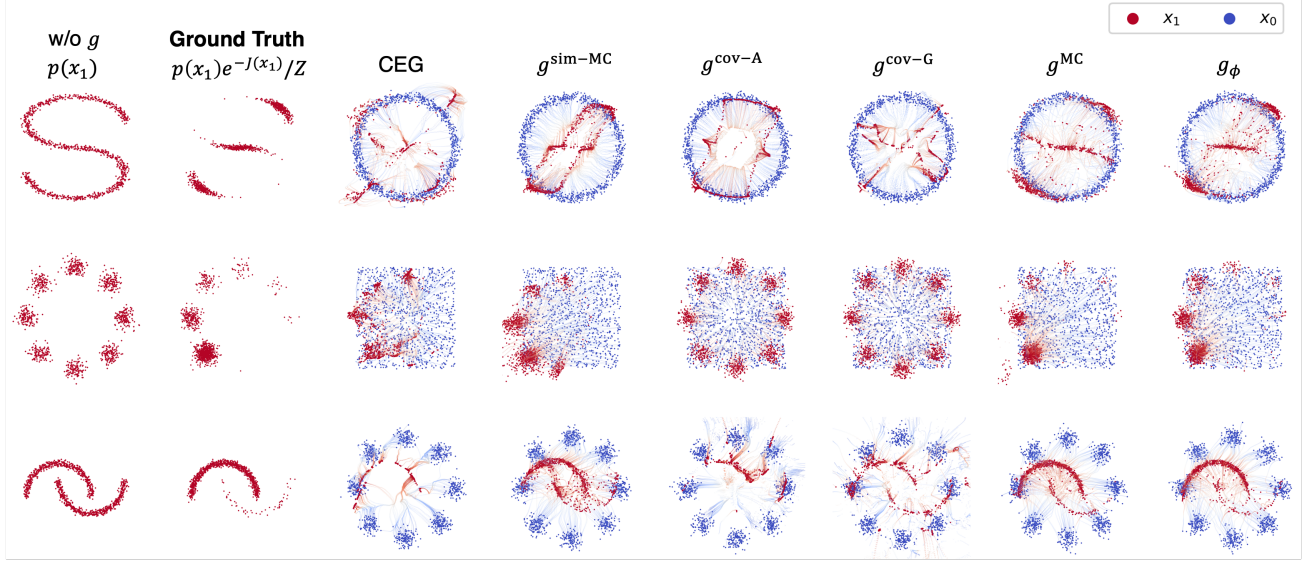 x₁ x₀
w/o g
p(x₁)
Ground Truth
p(x₁)e^{-J(x₁)}/Z
CEG
g^{sim−MC}
g^{cov−A}
g^{cov−G}
g^{MC}
g_ϕ